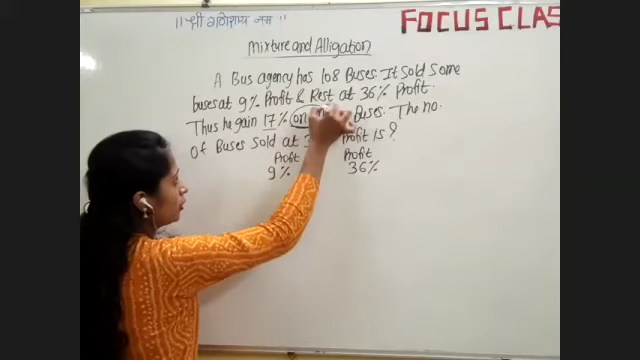 ॥ श्री गणेशाय नमः ॥
FOCUS CLAS
Mixture and Alligation
A Bus agency has 108 Buses. It sold some
buses at 9% Profit & Rest at 36% Profit.
Thus he gain 17% on Buses. The no.
of Buses sold at 3 Profit is?
Profit Profit
9% 36%